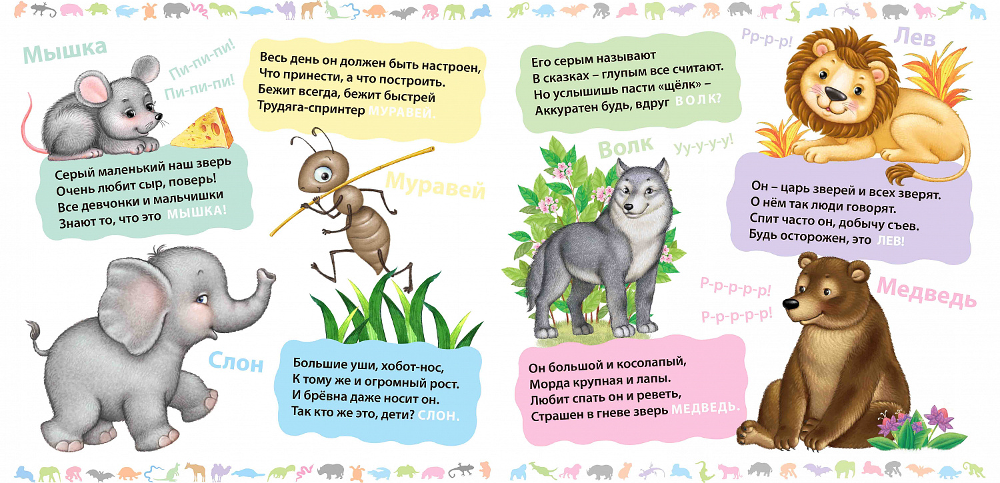 Мышка
Пи-пи-пи!
Пи-пи-пи!
Серый маленький наш зверь
Очень любит сыр, поверь!
Все девчонки и мальчишки
Знают то, что это МЫШКА!
Весь день он должен быть настроен,
Что принести, а что построить.
Бежит всегда, бежит быстрей
Трудяга-спринтер МУРАВЕЙ.
Муравей
Слон
Большие уши, хобот-нос,
К тому же и огромный рост.
И брёвна даже носит он.
Так кто же это, дети? СЛОН.
Его серым называют
В сказках – глупым все считают.
Но услышишь пасти «щёлк» –
Аккуратен будь, вдруг ВОЛК?
Волк
Уу-у-у-у!
Рр-р-р!
Лев
Он – царь зверей и всех зверят.
О нём так люди говорят.
Спит часто он, добычу съев.
Будь осторожен, это ЛЕВ!
Р-р-р-р-р!
Р-р-р-р-р!
Медведь
Он большой и косолапый,
Морда крупная и лапы.
Любит спать он и реветь,
Страшен в гневе зверь МЕДВЕДЬ.